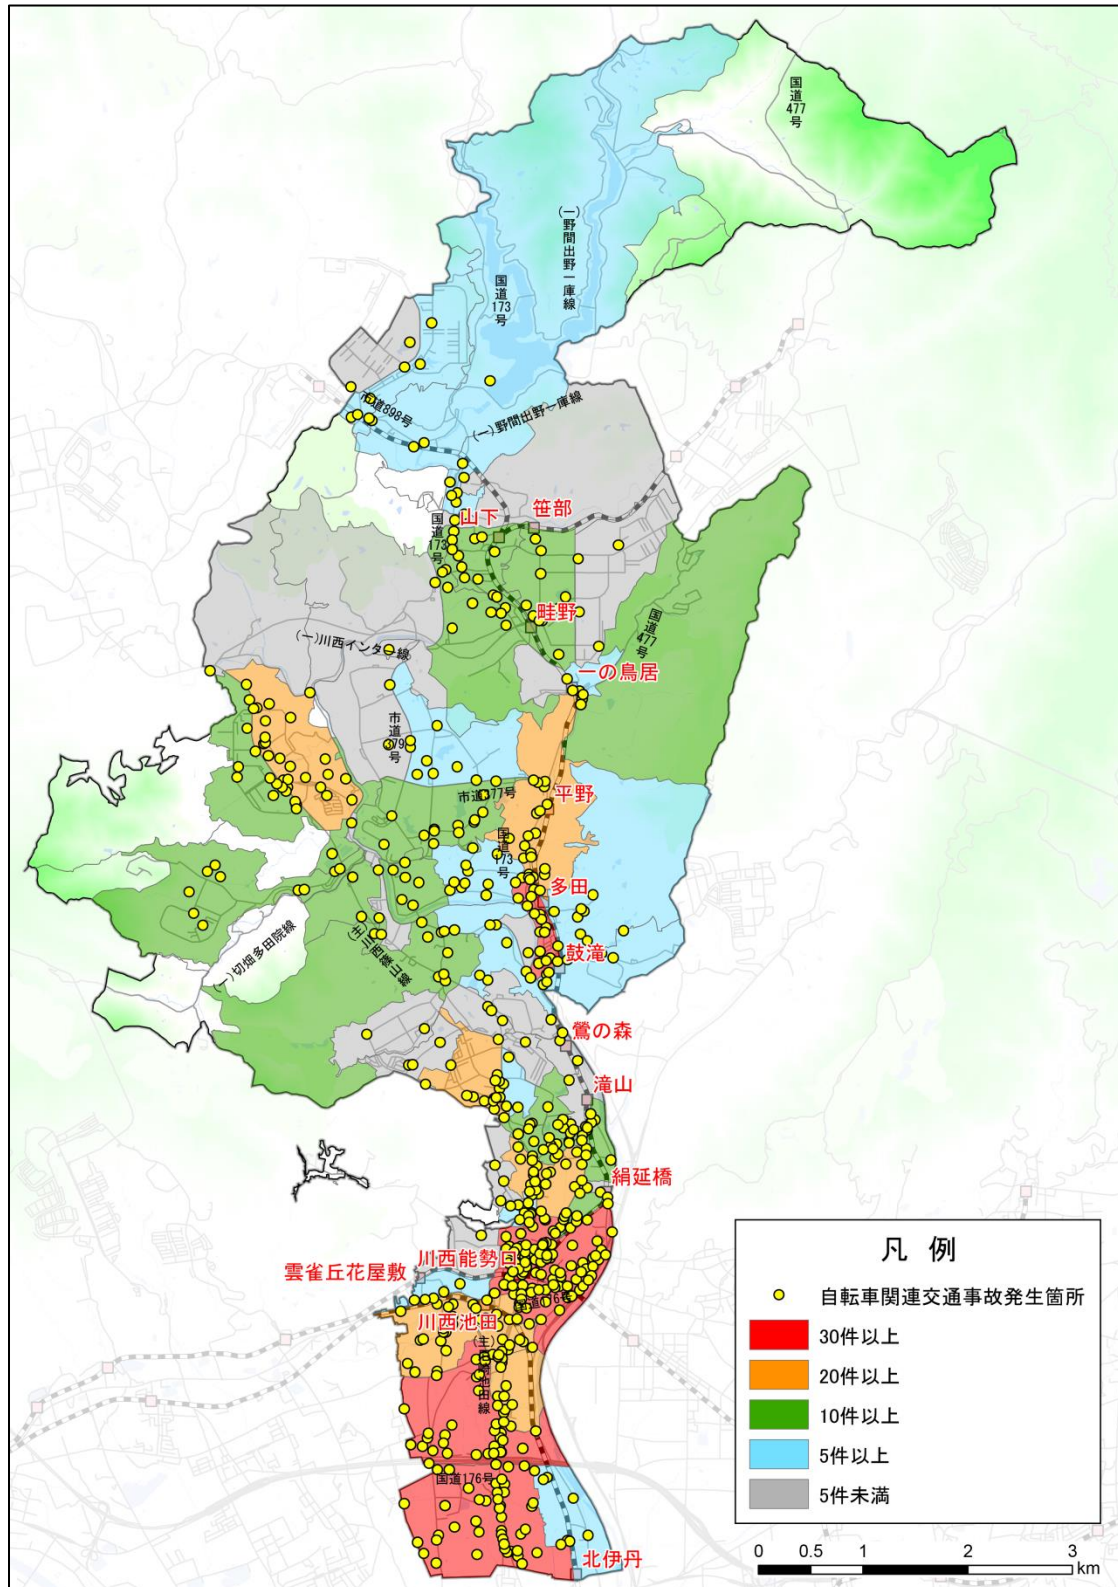 国道477号
(一)野間出野一庫線
国道173号
市道898号
(一)野間出野一庫線
山下
笹部
国道173号
畦野
国道477号
(一)川西インター線
一の鳥居
市道379号
平野
国道173号
多田
(主)川西篠山線
(一)切畑多田院線
鼓滝
鶯の森
滝山
絹延橋
川西能勢口
雲雀丘花屋敷
国道176号
川西池田
国道176号
北伊丹
凡 例
自転車関連交通事故発生箇所
30件以上
20件以上
10件以上
5件以上
5件未満
0 0.5 1 2 3
km